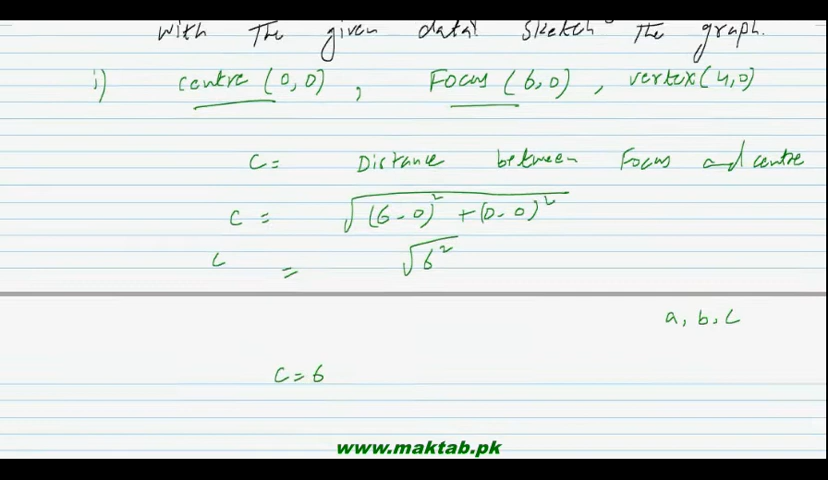 with The given data. Sketch The graph.
i) centre (0,0) , Focus (6,0) , vertex (4,0)
c = Distance between Focus and centre
c = √(6-0)² + (0-0)²
c = √6²
a, b, c
c = 6
www.maktab.pk